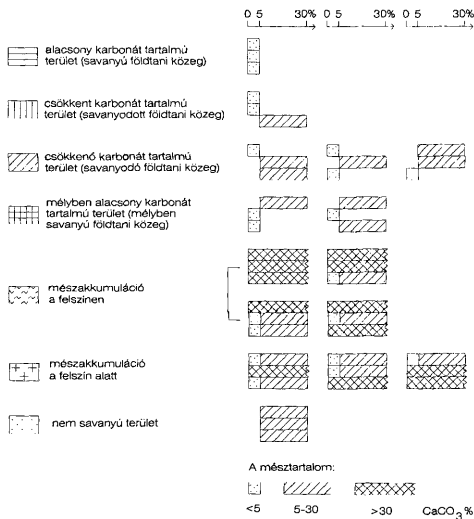 0 5 30% 0 5 30% 0 5 30%
alacsony karbonát tartalmú
terület (savanyú földtani közeg)
csökkent karbonát tartalmú
terület (savanyodott földtani közeg)
csökkenő karbonát tartalmú
terület (savanyodó földtani közeg)
mélyben alacsony karbonát
tartalmú terület (mélyben
savanyú földtani közeg)
mészakkumuláció
a felszínen
mészakkumuláció
a felszín alatt
nem savanyú terület
A mésztartalom:
<5 5-30 >30 CaCO₃%